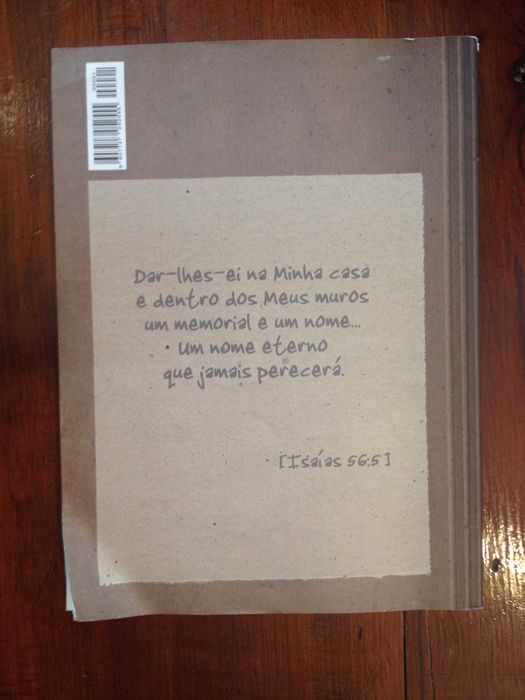 Dar-lhes-ei na Minha casa
e dentro dos Meus muros
um memorial e um nome...
Um nome eterno
que jamais perecerá.
[Isaías 56:5]